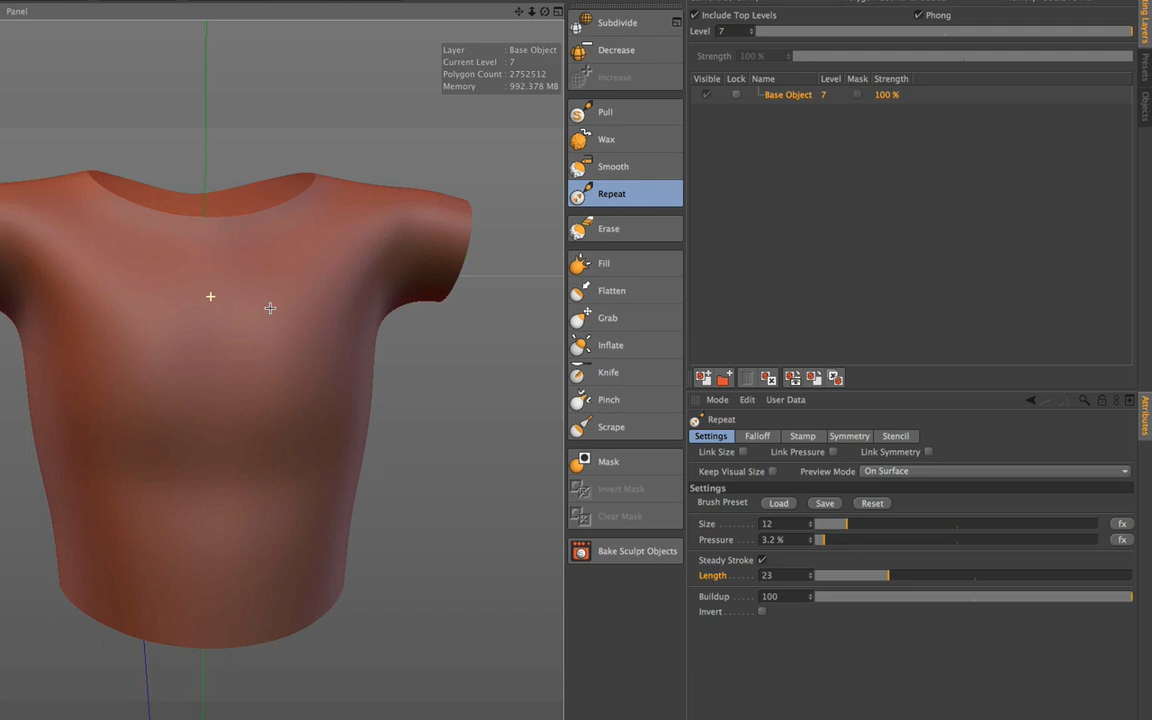 Panel
Layer : Base Object
Current Level : 7
Polygon Count : 2752512
Memory : 992.378 MB
Subdivide
Decrease
Increase
Pull
Wax
Smooth
Repeat
Erase
Fill
Flatten
Grab
Inflate
Knife
Pinch
Scrape
Mask
Invert Mask
Clear Mask
Bake Sculpt Objects
Include Top Levels Phong
Level 7
Strength 100 %
Visible Lock Name Level Mask Strength
Base Object 7 100 %
Mode Edit User Data
Repeat
Settings Falloff Stamp Symmetry Stencil
Link Size Link Pressure Link Symmetry
Keep Visual Size Preview Mode On Surface
Settings
Brush Preset Load Save Reset
Size 12 fx
Pressure 3.2 % fx
Steady Stroke
Length 23
Buildup 100
Invert
Layers
Presets
Objects
Attributes